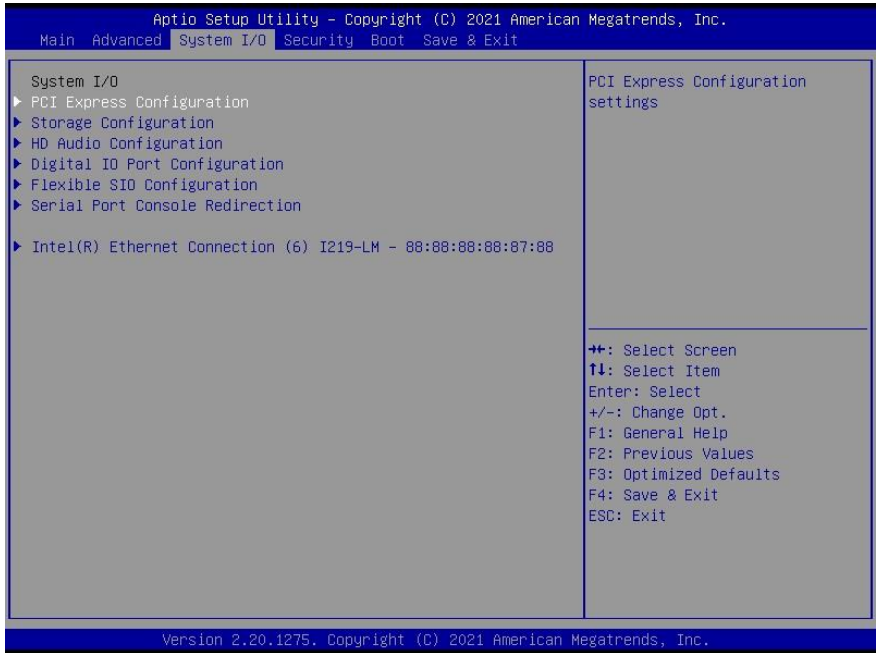 Aptio Setup Utility – Copyright (C) 2021 American Megatrends, Inc.
Main Advanced System I/O Security Boot Save & Exit
System I/O
▶ PCI Express Configuration
▶ Storage Configuration
▶ HD Audio Configuration
▶ Digital IO Port Configuration
▶ Flexible SIO Configuration
▶ Serial Port Console Redirection
▶ Intel(R) Ethernet Connection (6) I219-LM – 88:88:88:88:87:88
PCI Express Configuration
settings
→←: Select Screen
↑↓: Select Item
Enter: Select
+/-: Change Opt.
F1: General Help
F2: Previous Values
F3: Optimized Defaults
F4: Save & Exit
ESC: Exit
Version 2.20.1275. Copyright (C) 2021 American Megatrends, Inc.